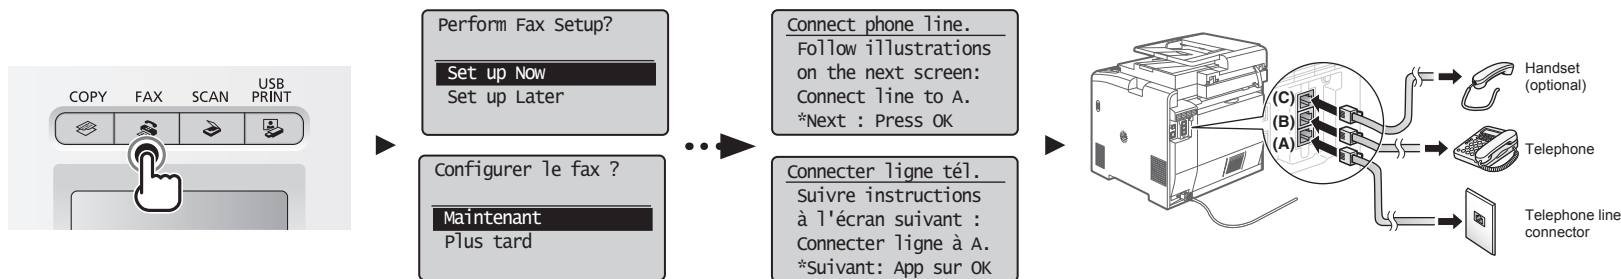 COPY
FAX
SCAN
USB
PRINT
Perform Fax Setup?
Set up Now
Set up Later
Configurer le fax ?
Maintenant
Plus tard
Connect phone line.
Follow illustrations
on the next screen:
Connect line to A.
*Next : Press OK
Connecter ligne tél.
Suivre instructions
à l'écran suivant :
Connecter ligne à A.
*Suivant: App sur OK
(C)
(B)
(A)
Handset
(optional)
Telephone
Telephone line
connector